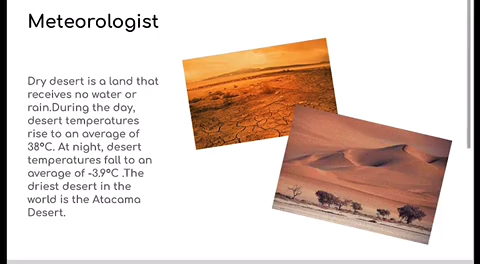 Meteorologist
Dry desert is a land that
receives no water or
rain.During the day,
desert temperatures
rise to an average of
38°C. At night, desert
temperatures fall to an
average of -3.9°C .The
driest desert in the
world is the Atacama
Desert.